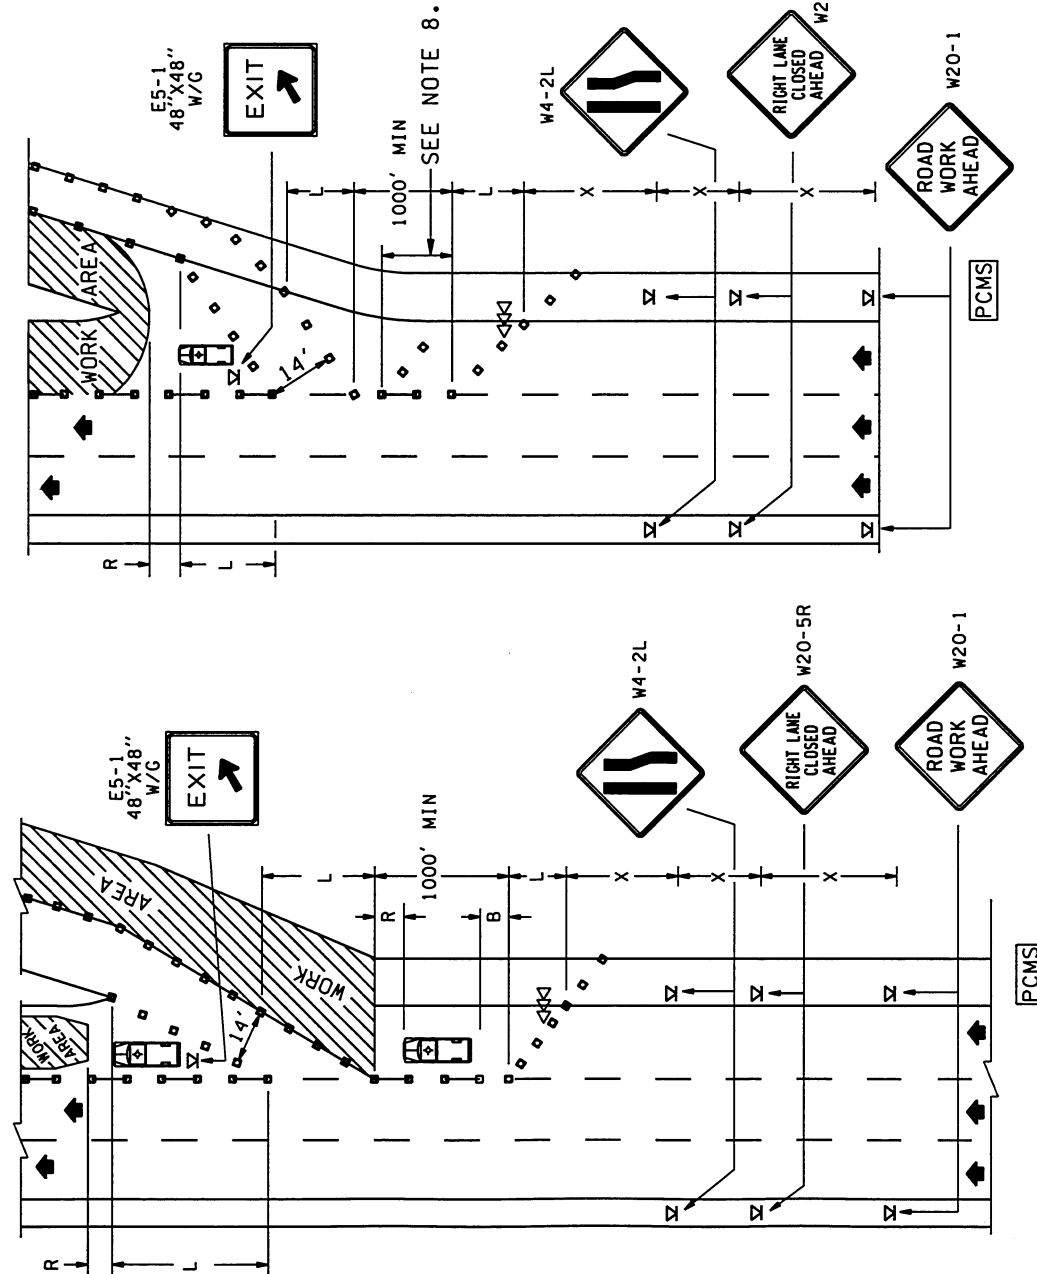 E5-1
48"X48"
W/G
EXIT
1000' MIN
SEE NOTE 8.
W4-2L
RIGHT LANE
CLOSED
AHEAD
W2
W20-1
ROAD
WORK
AHEAD
PCMS
WORK AREA
14'
L
L
X
X
X
R
L
E5-1
48"X48"
W/G
EXIT
1000' MIN
W4-2L
W20-5R
RIGHT LANE
CLOSED
AHEAD
W20-1
ROAD
WORK
AHEAD
PCMS
AREA
WORK
WORK
AREA
14'
L
R
B
L
X
X
X
R
L